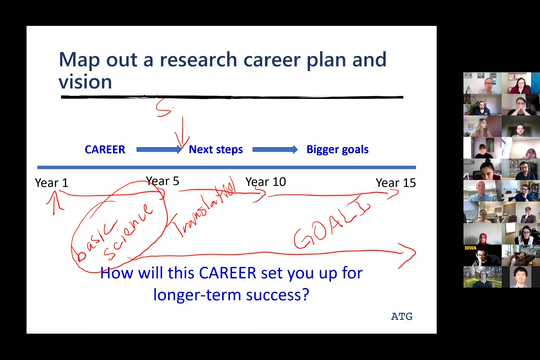 Map out a research career plan and
vision
S.
CAREER Next steps Bigger goals
Year 1 Year 5 Year 10 Year 15
basic
science
Translational
GOALI
How will this CAREER set you up for
longer-term success?
ATG